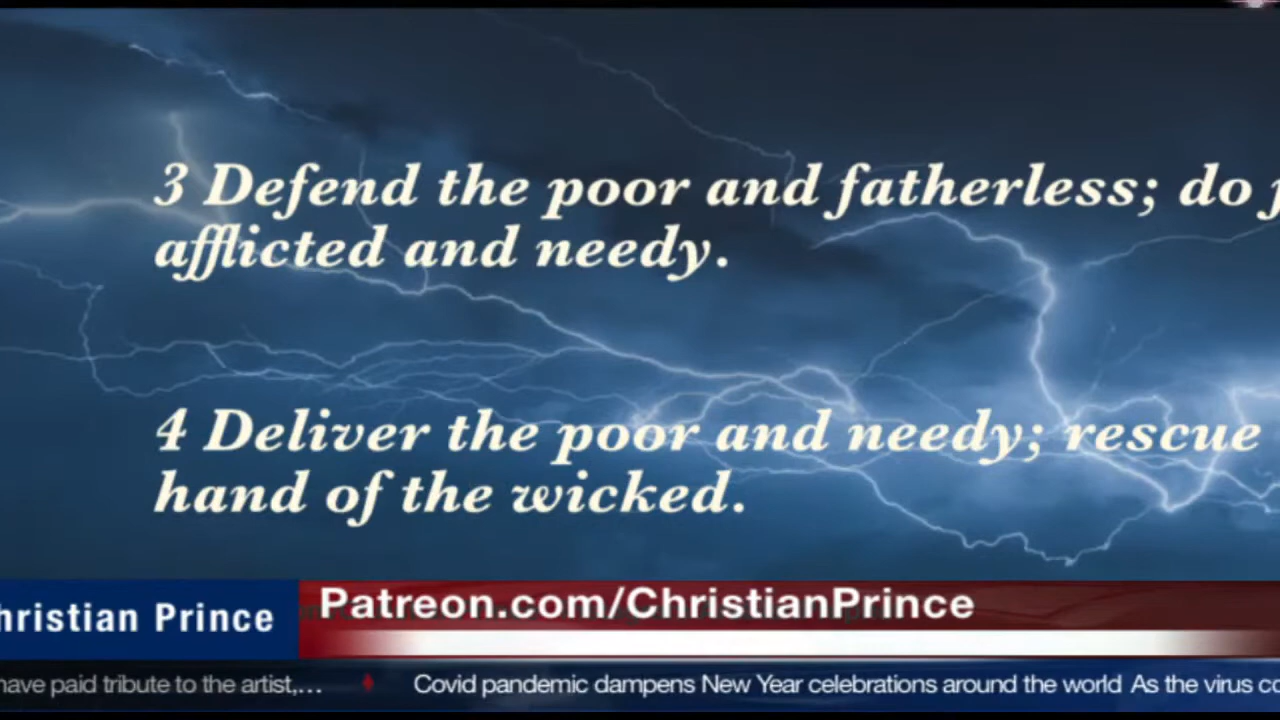 3 Defend the poor and fatherless; do
afflicted and needy.
4 Deliver the poor and needy; rescue
hand of the wicked.
hristian Prince
Patreon.com/ChristianPrince
have paid tribute to the artist,...
Covid pandemic dampens New Year celebrations around the world As the virus